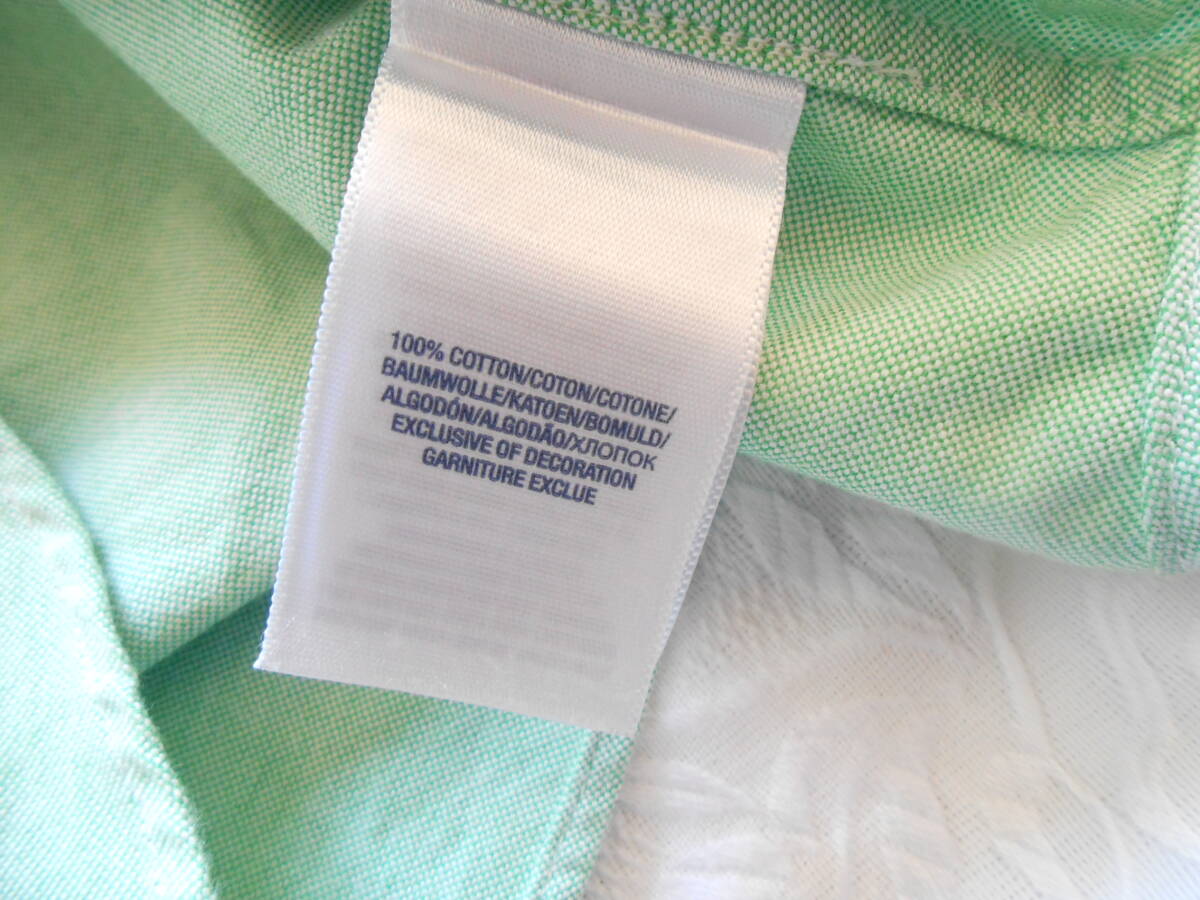 100% COTTON/COTON/COTONE/
BAUMWOLLE/KATOEN/BOMULD/
ALGODÓN/ALGODÃO/ХЛОПОК
EXCLUSIVE OF DECORATION
GARNITURE EXCLUE